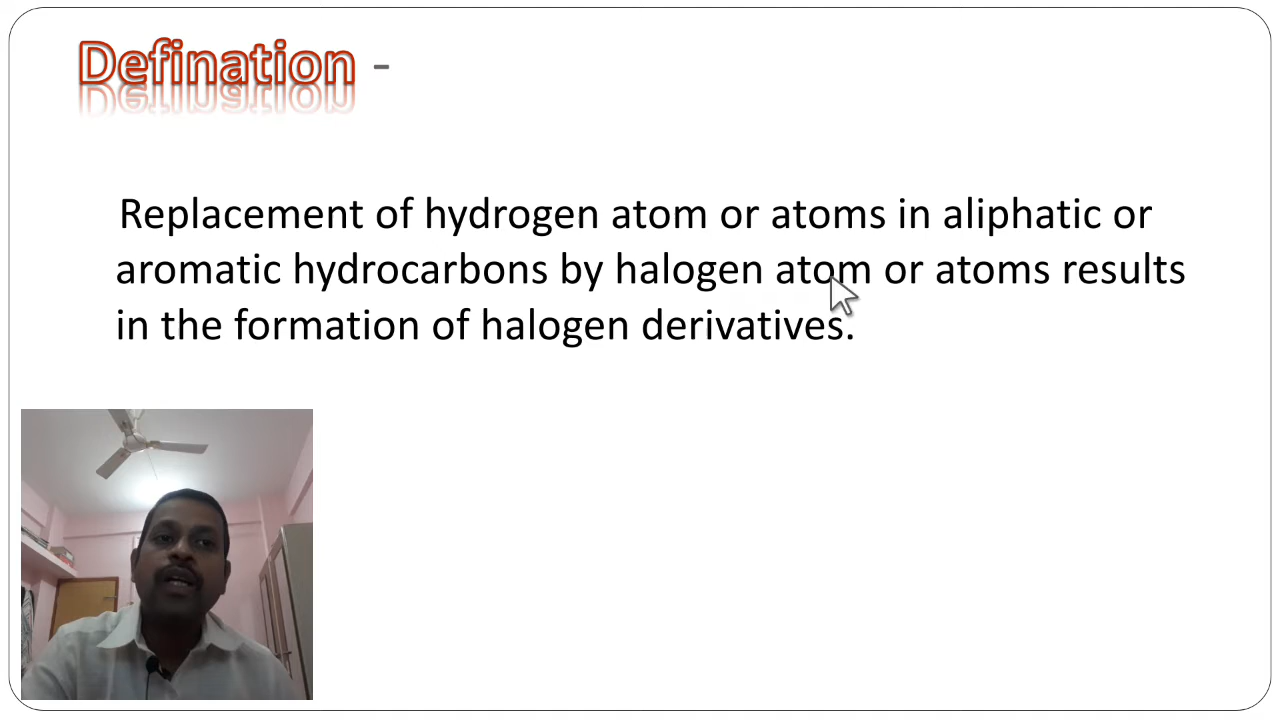 Defination -
Replacement of hydrogen atom or atoms in aliphatic or
aromatic hydrocarbons by halogen atom or atoms results
in the formation of halogen derivatives.